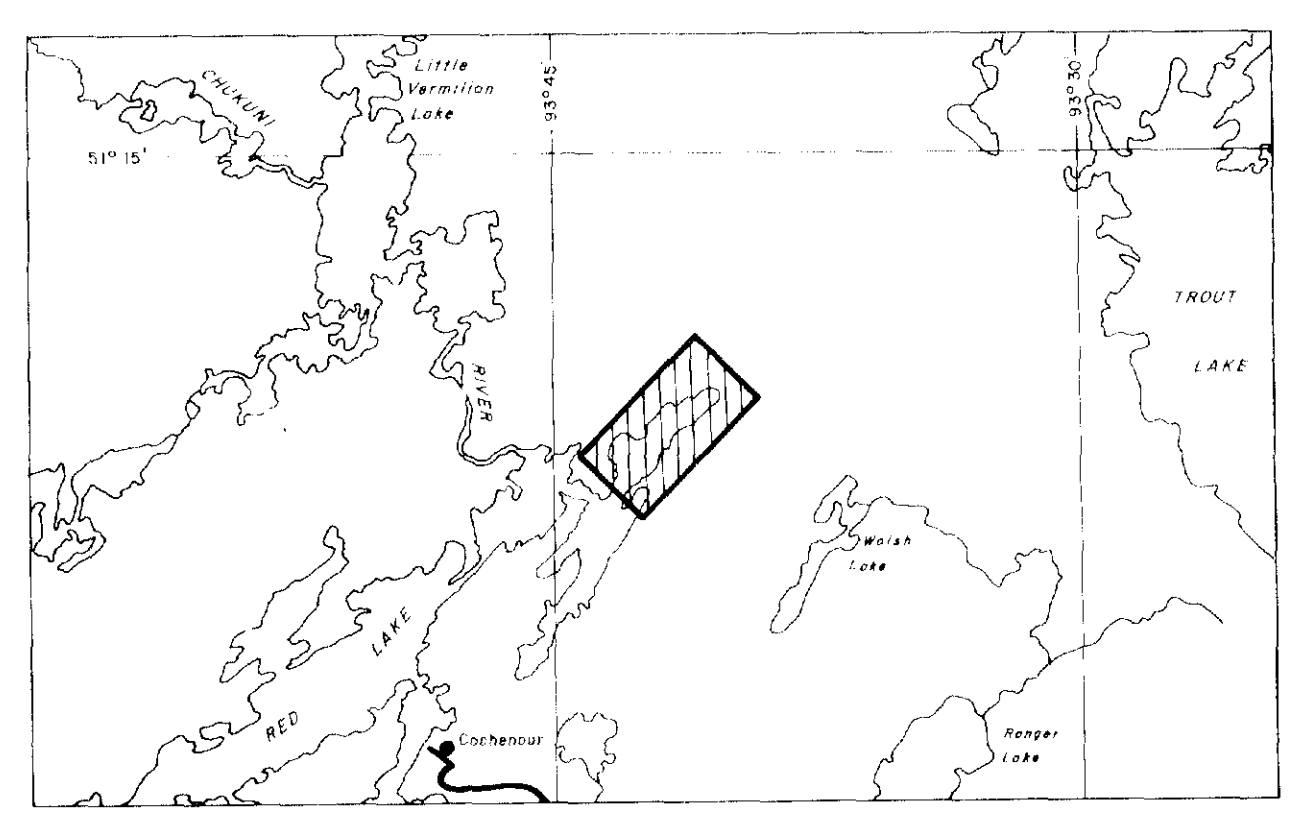 CHUKUNI
Little
Vermilion
Lake
93° 45'
93° 30'
51° 15'
TROUT
LAKE
RIVER
Walsh
Lake
LAKE
RED
Cochenour
Ranger
Lake